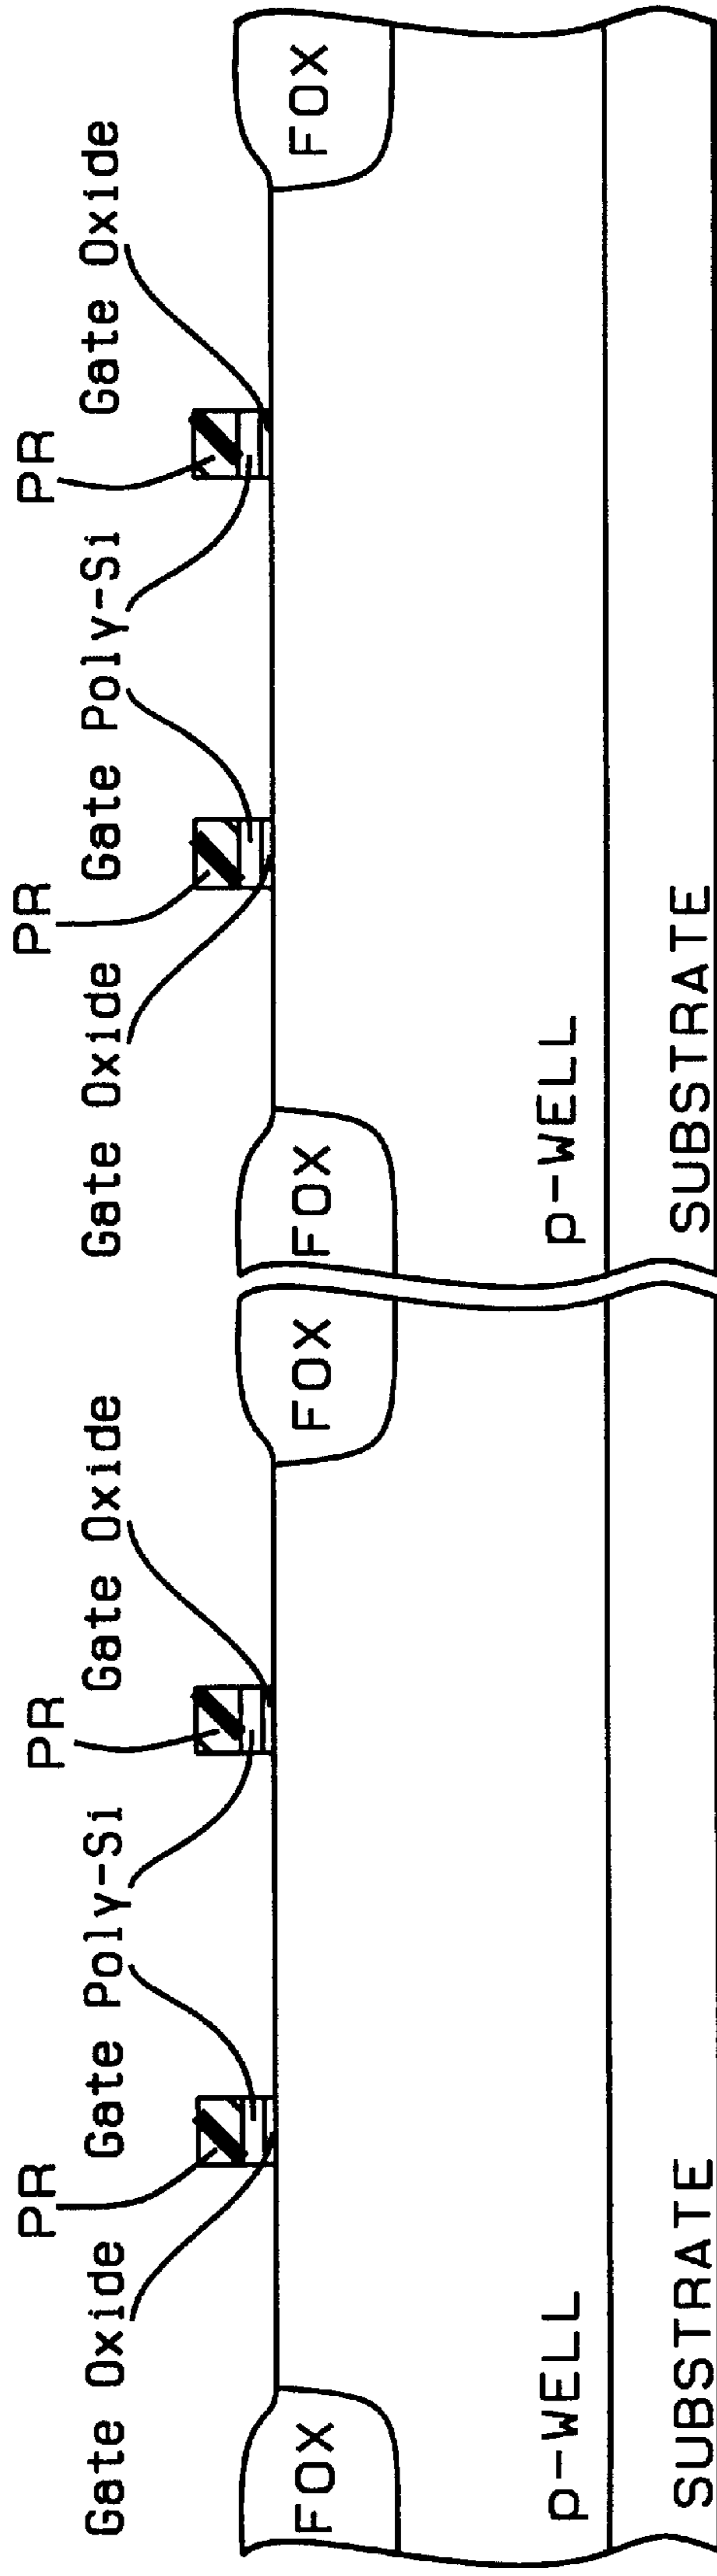 PR PR PR PR
Gate Oxide Gate Poly-Si Gate Oxide Gate Oxide Gate Poly-Si Gate Oxide
FOX FOX FOX FOX
p-WELL p-WELL
SUBSTRATE SUBSTRATE